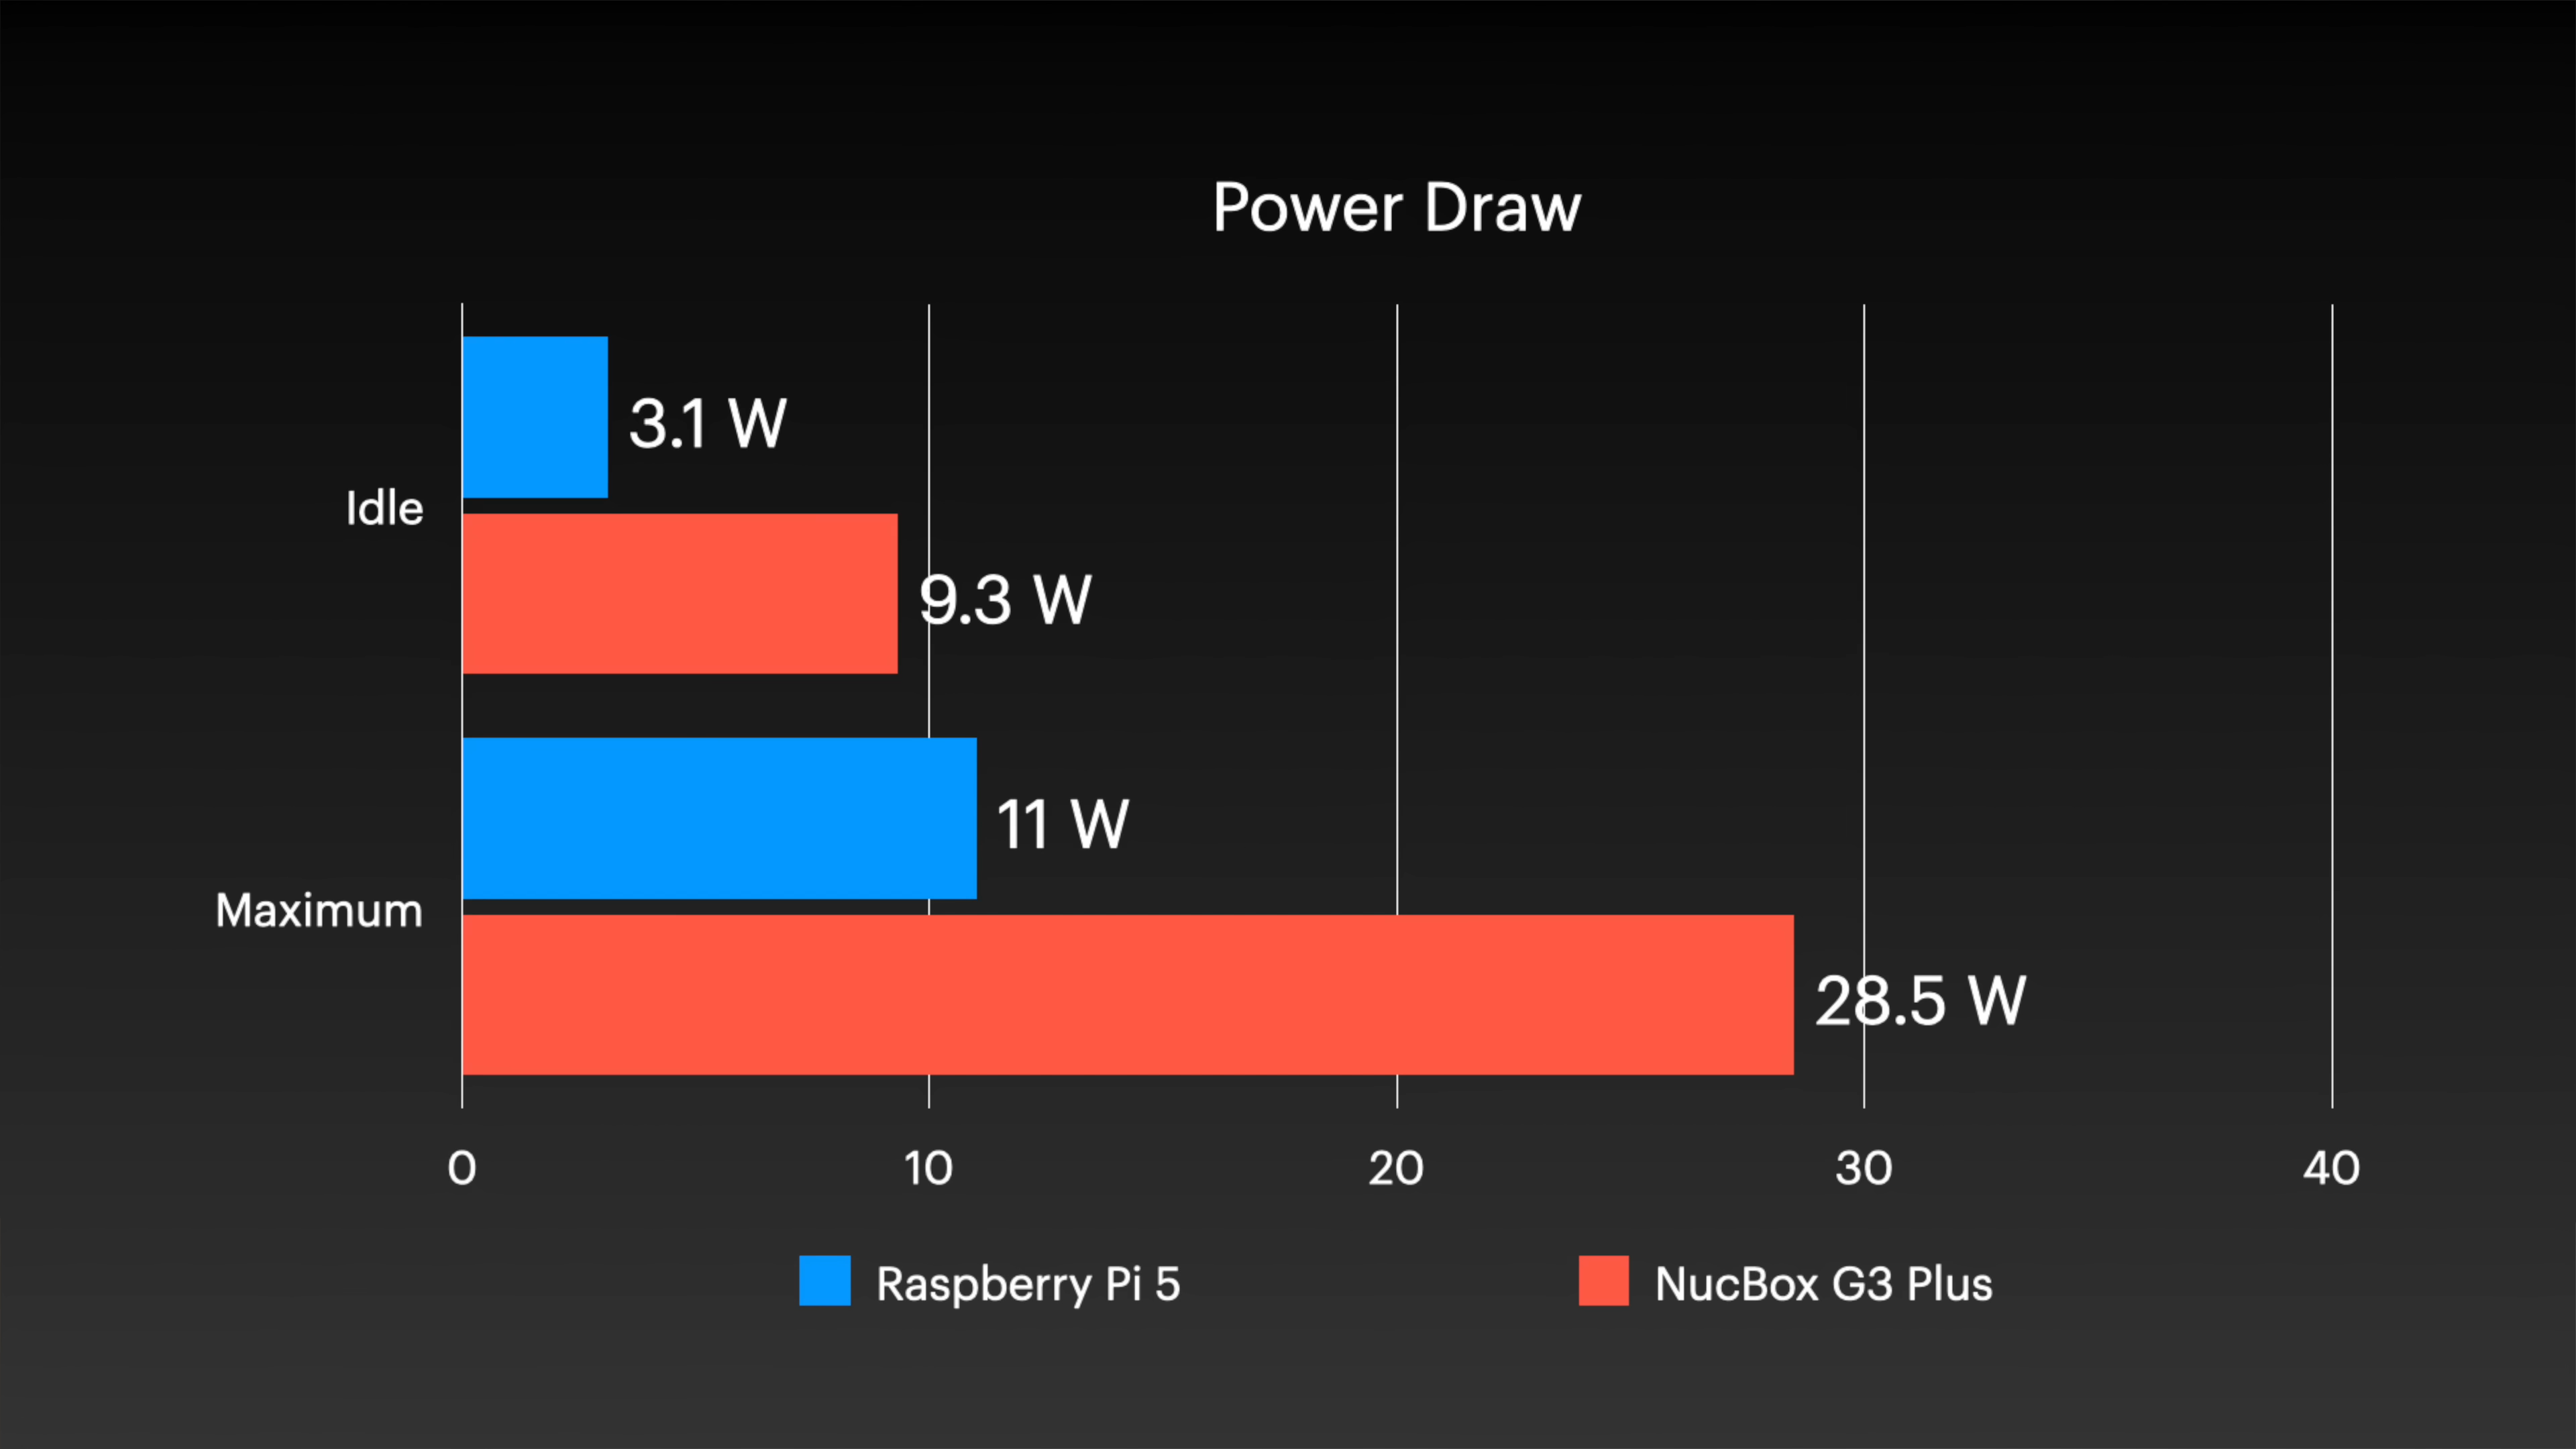 Power Draw
3.1 W
Idle
9.3 W
11 W
Maximum
28.5 W
0 10 20 30 40
Raspberry Pi 5 NucBox G3 Plus